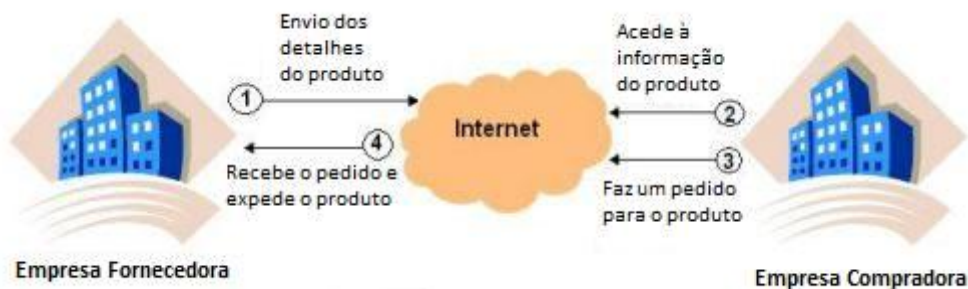 Envio dos
detalhes
do produto
1
4
Recebe o pedido e
expede o produto
Empresa Fornecedora
Internet
Acede à
informação
do produto
2
3
Faz um pedido
para o produto
Empresa Compradora